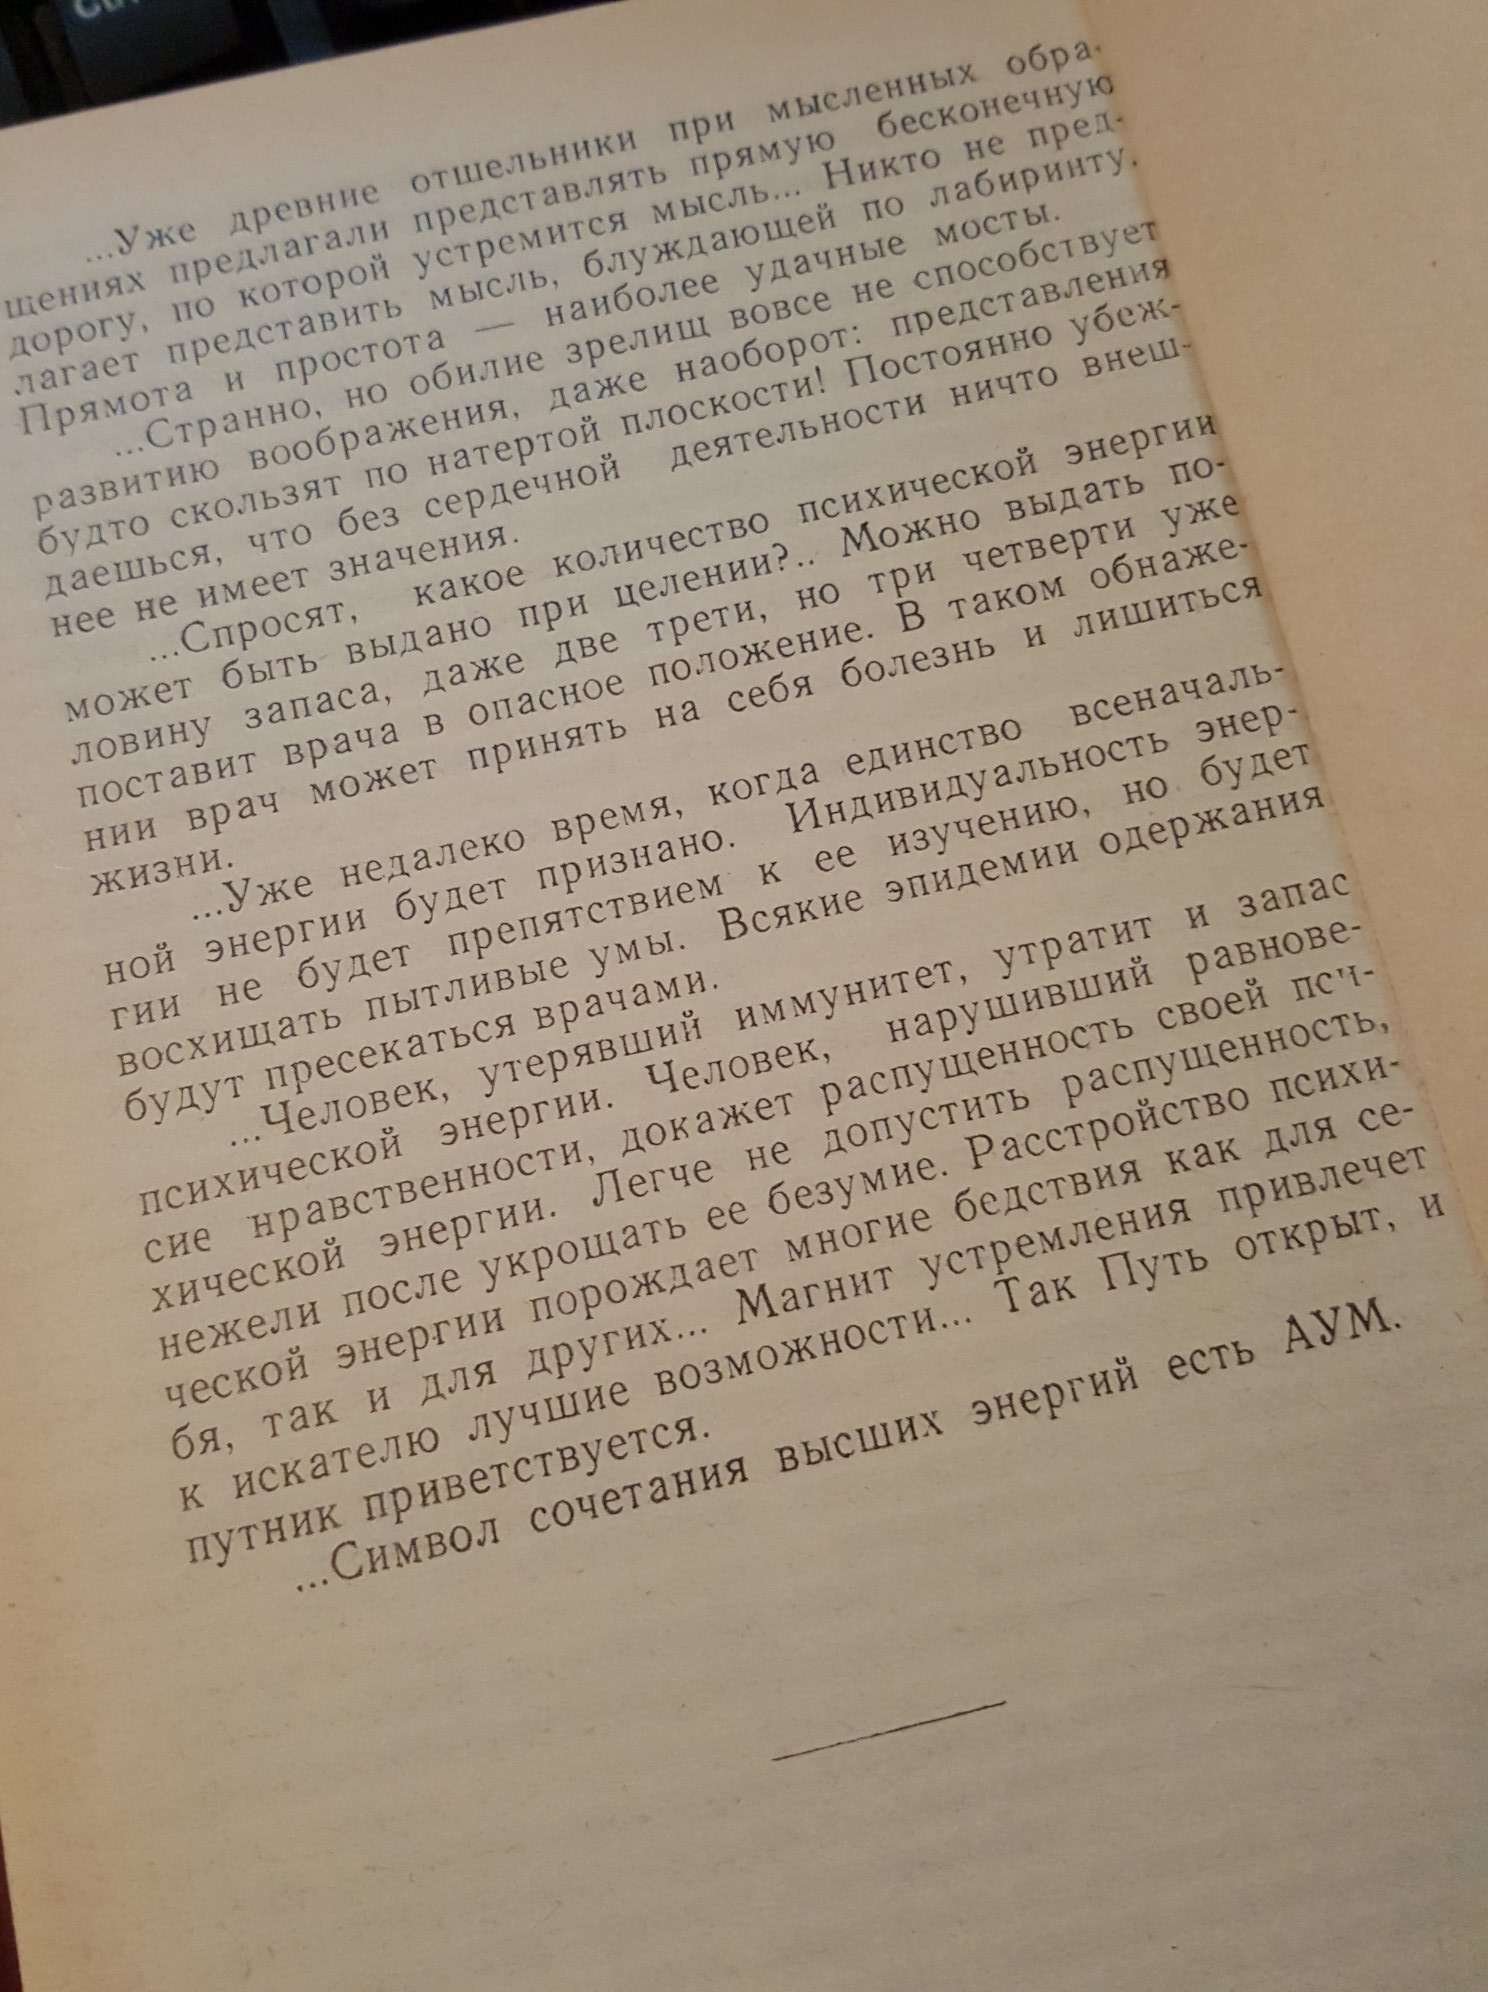 ...Уже древние отшельники при мысленных обра-
щениях предлагали представлять прямую бесконечную
дорогу, по которой устремится мысль... Никто не пред-
лагает представить мысль, блуждающей по лабиринту.
Прямота и простота — наиболее удачные мосты.
...Странно, но обилие зрелищ вовсе не способствует
развитию воображения, даже наоборот: представления
будто скользят по натертой плоскости! Постоянно убеж-
даешься, что без сердечной деятельности ничто внеш-
нее не имеет значения.
...Спросят, какое количество психической энергии
может быть выдано при целении?.. Можно выдать по-
ловину запаса, даже две трети, но три четверти уже
поставит врача в опасное положение. В таком обнаже-
нии врач может принять на себя болезнь и лишиться
жизни.
...Уже недалеко время, когда единство всеначаль-
ной энергии будет признано. Индивидуальность энер-
гии не будет препятствием к ее изучению, но будет
восхищать пытливые умы. Всякие эпидемии одержания
будут пресекаться врачами.
...Человек, утерявший иммунитет, утратит и запас
психической энергии. Человек, нарушивший равнове-
сие нравственности, докажет распущенность своей пси-
хической энергии. Легче не допустить распущенность,
нежели после укрощать ее безумие. Расстройство психи-
ческой энергии порождает многие бедствия как для се-
бя, так и для других... Магнит устремления привлечет
к искателю лучшие возможности... Так Путь открыт, и
путник приветствуется.
...Символ сочетания высших энергий есть АУМ.